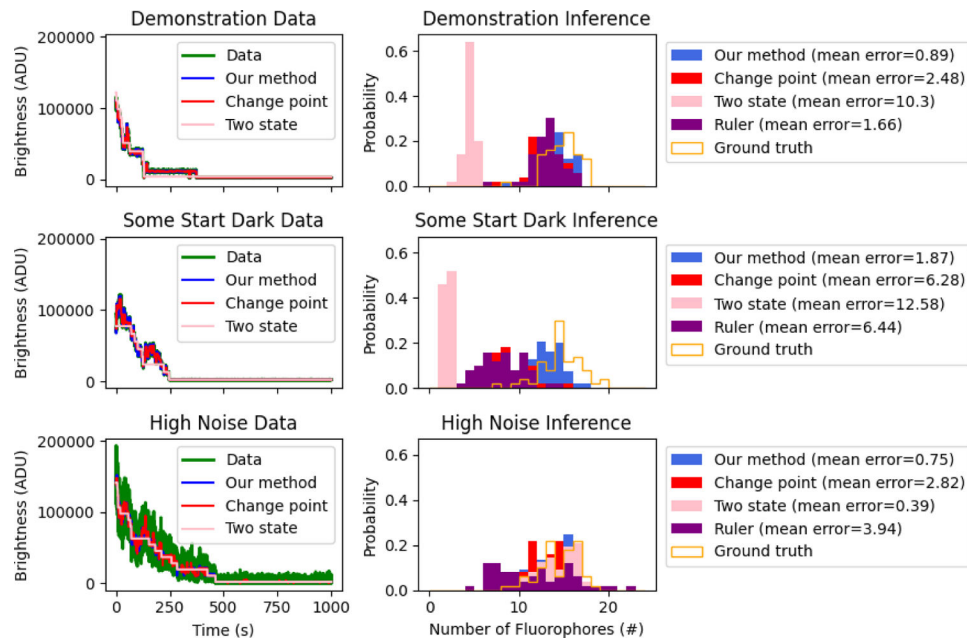 Demonstration Data
Demonstration Inference
200000
100000
0
Brightness (ADU)
Data
Our method
Change point
Two state
0.6
0.4
0.2
0.0
Probability
Our method (mean error=0.89)
Change point (mean error=2.48)
Two state (mean error=10.3)
Ruler (mean error=1.66)
Ground truth
Some Start Dark Data
Some Start Dark Inference
200000
100000
0
Brightness (ADU)
Data
Our method
Change point
Two state
0.6
0.4
0.2
0.0
Probability
Our method (mean error=1.87)
Change point (mean error=6.28)
Two state (mean error=12.58)
Ruler (mean error=6.44)
Ground truth
High Noise Data
High Noise Inference
200000
100000
0
Brightness (ADU)
Data
Our method
Change point
Two state
0.6
0.4
0.2
0.0
Probability
Our method (mean error=0.75)
Change point (mean error=2.82)
Two state (mean error=0.39)
Ruler (mean error=3.94)
Ground truth
0 250 500 750 1000
Time (s)
0 10 20
Number of Fluorophores (#)